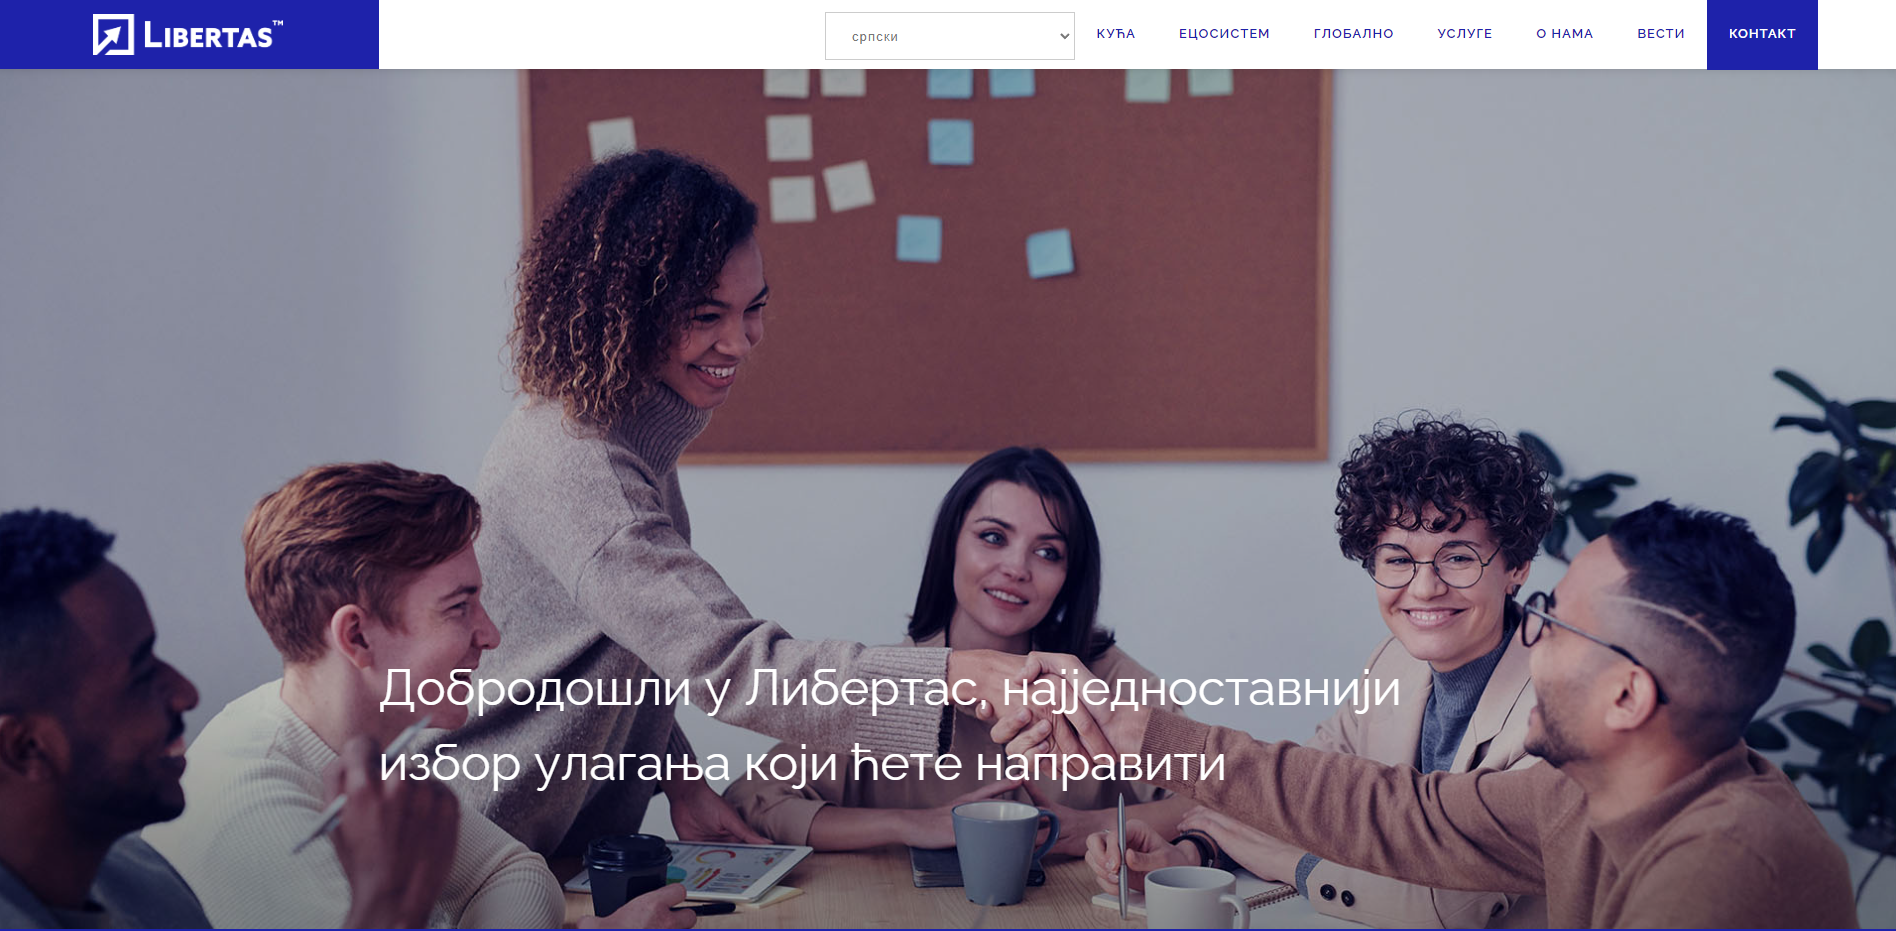 LIBERTAS™
српски
КУЋА
ЕЦОСИСТЕМ
ГЛОБАЛНО
УСЛУГЕ
О НАМА
ВЕСТИ
КОНТАКТ
Добродошли у Либертас, најједноставнији
избор улагања који ћете направити